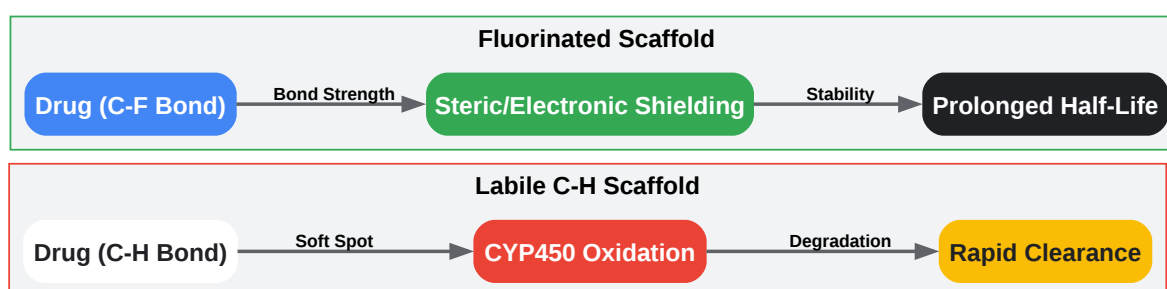 Fluorinated Scaffold
Drug (C-F Bond)
Bond Strength
Steric/Electronic Shielding
Stability
Prolonged Half-Life
Labile C-H Scaffold
Drug (C-H Bond)
Soft Spot
CYP450 Oxidation
Degradation
Rapid Clearance